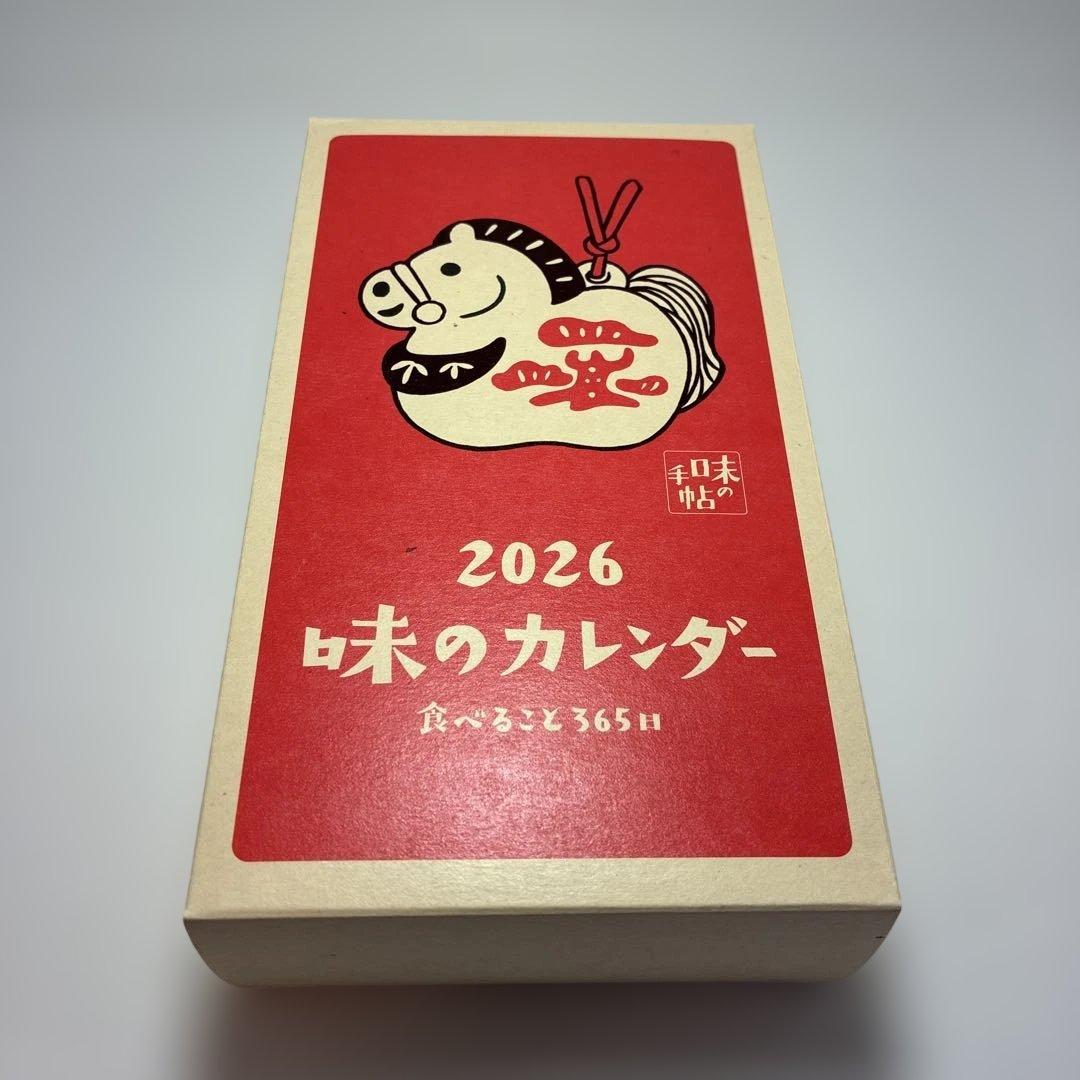 味の
手帖
2026
味のカレンダー
食べること365日